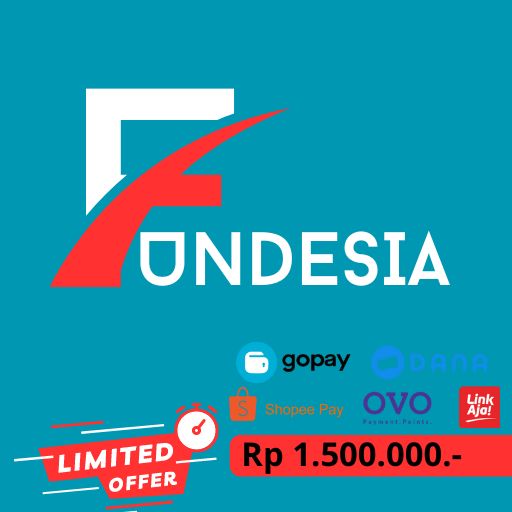 FUNDESIA
gopay
DANA
Shopee Pay
OVO
Payment.Points.
Link
Aja!
LIMITED
OFFER
Rp 1.500.000.-